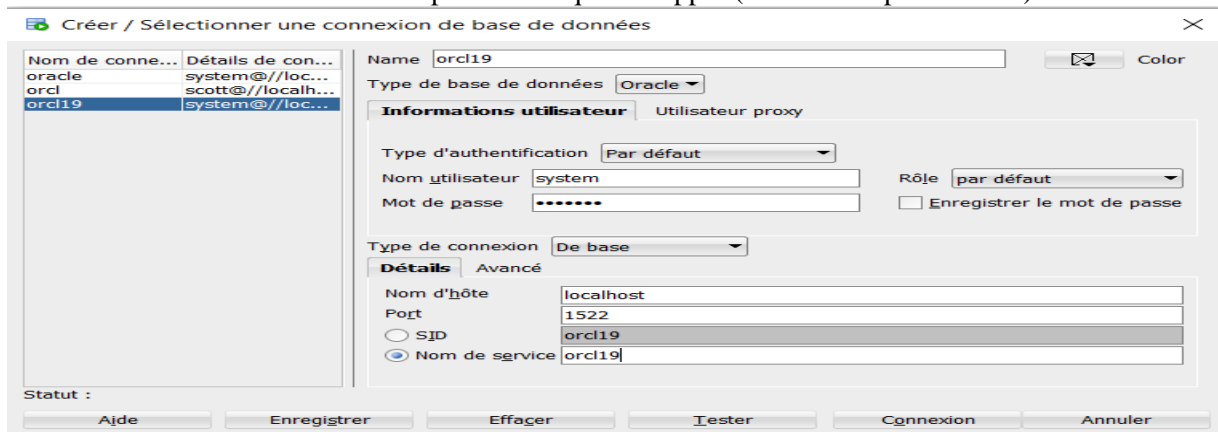 Créer / Sélectionner une connexion de base de données
Nom de conne... Détails de con...
oracle system@//loc...
orcl scott@//localh...
orcl19 system@//loc...
Name orcl19 Color
Type de base de données Oracle
Informations utilisateur Utilisateur proxy
Type d'authentification Par défaut
Nom utilisateur system Rôle par défaut
Mot de passe ••••••• Enregistrer le mot de passe
Type de connexion De base
Détails Avancé
Nom d'hôte localhost
Port 1522
SID orcl19
Nom de service orcl19
Statut :
Aide Enregistrer Effacer Tester Connexion Annuler